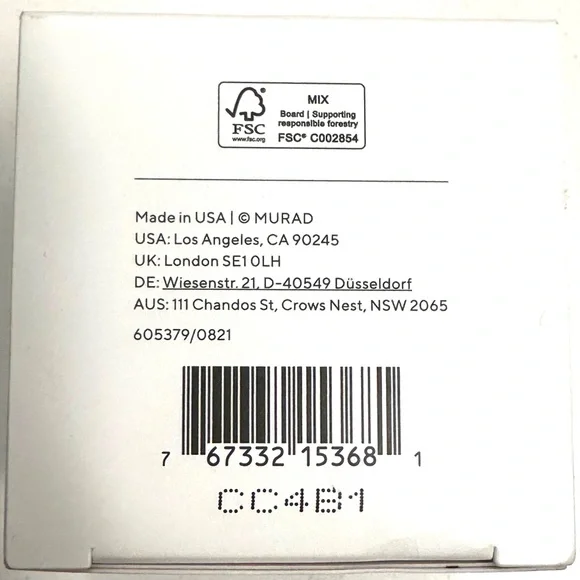 FSC
www.fsc.org
MIX
Board | Supporting
responsible forestry
FSC® C002854
Made in USA | © MURAD
USA: Los Angeles, CA 90245
UK: London SE1 0LH
DE: Wiesenstr. 21, D-40549 Düsseldorf
AUS: 111 Chandos St, Crows Nest, NSW 2065
605379/0821
7 67332 15368 1
CC4B1